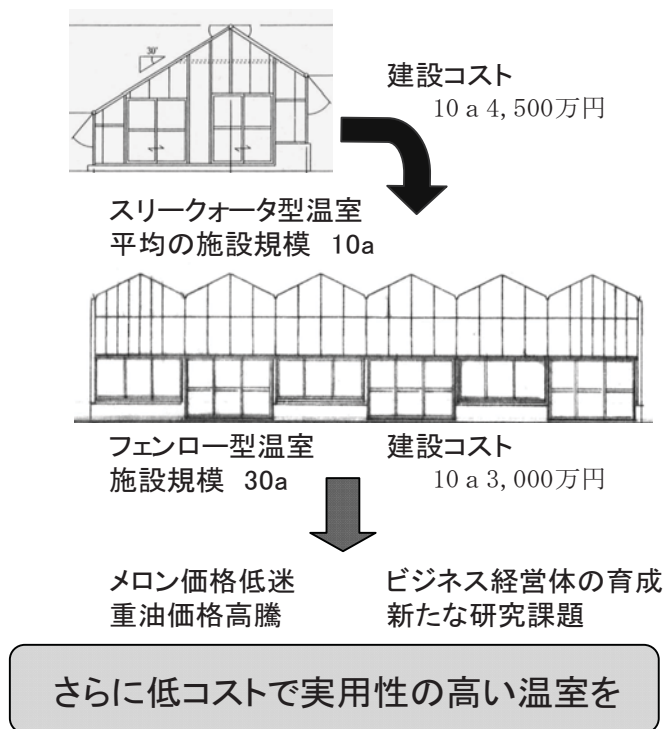 30°
建設コスト
10a 4,500万円
スリークォータ型温室
平均の施設規模 10a
フェンロー型温室
施設規模 30a
建設コスト
10a 3,000万円
メロン価格低迷
重油価格高騰
ビジネス経営体の育成
新たな研究課題
さらに低コストで実用性の高い温室を